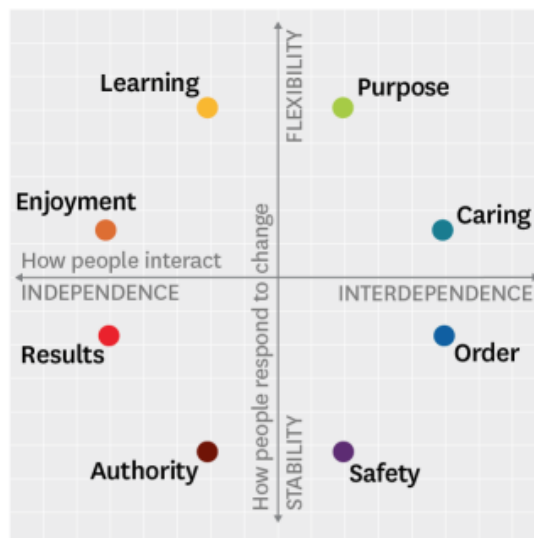 Learning
FLEXIBILITY
Purpose
Enjoyment
Caring
How people interact
INDEPENDENCE
How people respond to change
INTERDEPENDENCE
Results
Order
Authority
STABILITY
Safety